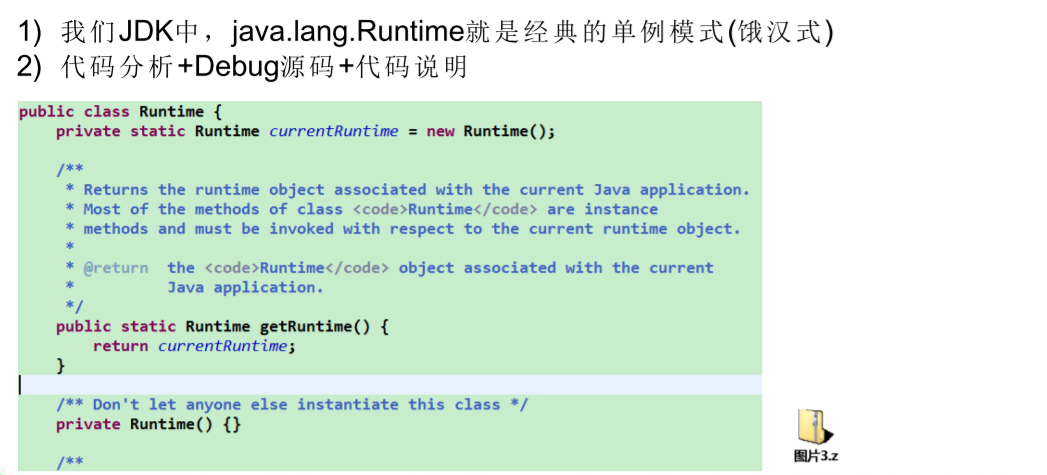 1) 我们JDK中，java.lang.Runtime就是经典的单例模式(饿汉式)
2) 代码分析+Debug源码+代码说明
public class Runtime {
    private static Runtime currentRuntime = new Runtime();
    /**
     * Returns the runtime object associated with the current Java application.
     * Most of the methods of class <code>Runtime</code> are instance
     * methods and must be invoked with respect to the current runtime object.
     *
     * @return  the <code>Runtime</code> object associated with the current
     *          Java application.
     */
    public static Runtime getRuntime() {
        return currentRuntime;
    }
    /** Don't let anyone else instantiate this class */
    private Runtime() {}
    /**
图片3.z